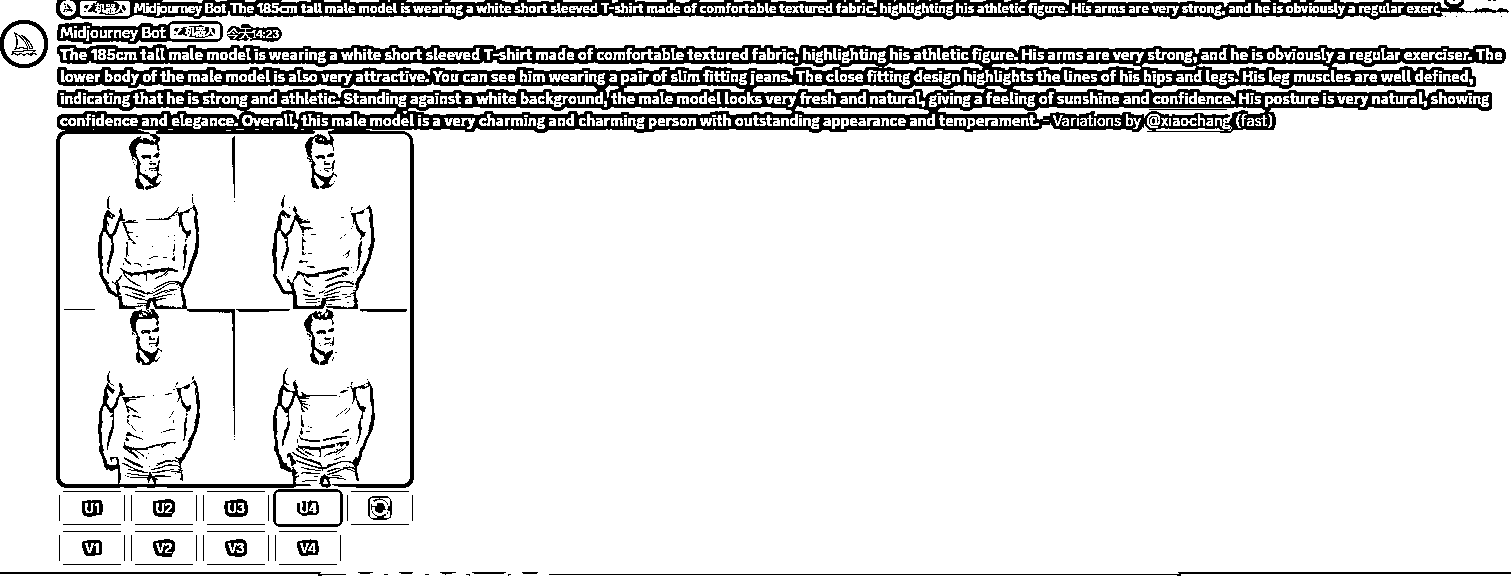 机器人 Midjourney Bot The 185cm tall male model is wearing a white short sleeved T-shirt made of comfortable textured fabric, highlighting his athletic figure. His arms are very strong, and he is obviously a regular exerc
Midjourney Bot 机器人 今天14:23
The 185cm tall male model is wearing a white short sleeved T-shirt made of comfortable textured fabric, highlighting his athletic figure. His arms are very strong, and he is obviously a regular exerciser. The
lower body of the male model is also very attractive. You can see him wearing a pair of slim fitting jeans. The close fitting design highlights the lines of his hips and legs. His leg muscles are well defined,
indicating that he is strong and athletic. Standing against a white background, the male model looks very fresh and natural, giving a feeling of sunshine and confidence. His posture is very natural, showing
confidence and elegance. Overall, this male model is a very charming and charming person with outstanding appearance and temperament. - Variations by @xiaochang (fast)
U1 U2 U3 U4
V1 V2 V3 V4